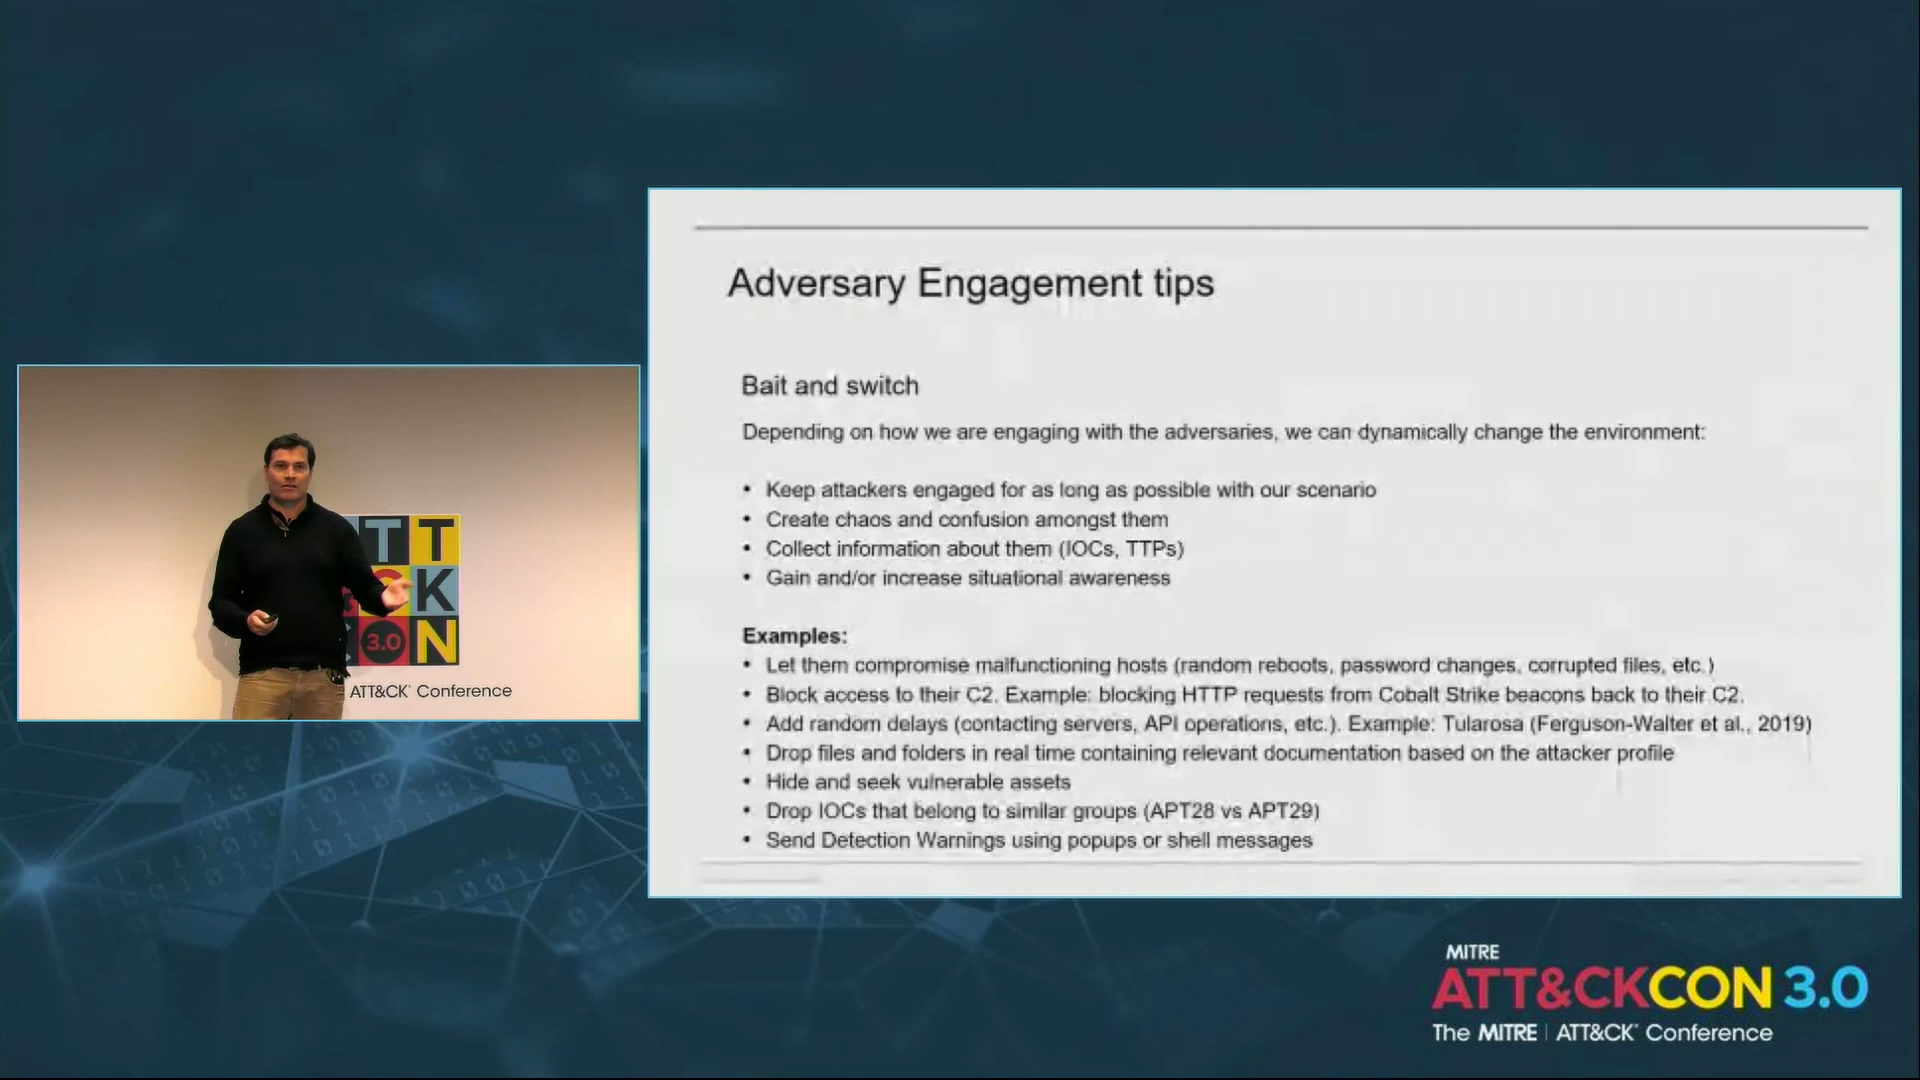 Adversary Engagement tips
Bait and switch
Depending on how we are engaging with the adversaries, we can dynamically change the environment:
• Keep attackers engaged for as long as possible with our scenario
• Create chaos and confusion amongst them
• Collect information about them (IOCs, TTPs)
• Gain and/or increase situational awareness
Examples:
• Let them compromise malfunctioning hosts (random reboots, password changes, corrupted files, etc.)
• Block access to their C2. Example: blocking HTTP requests from Cobalt Strike beacons back to their C2.
• Add random delays (contacting servers, API operations, etc.). Example: Tularosa (Ferguson-Walter et al., 2019)
• Drop files and folders in real time containing relevant documentation based on the attacker profile
• Hide and seek vulnerable assets
• Drop IOCs that belong to similar groups (APT28 vs APT29)
• Send Detection Warnings using popups or shell messages
TT
CK
3.0 N
ATT&CK® Conference
MITRE
ATT&CKCON 3.0
The MITRE | ATT&CK® Conference